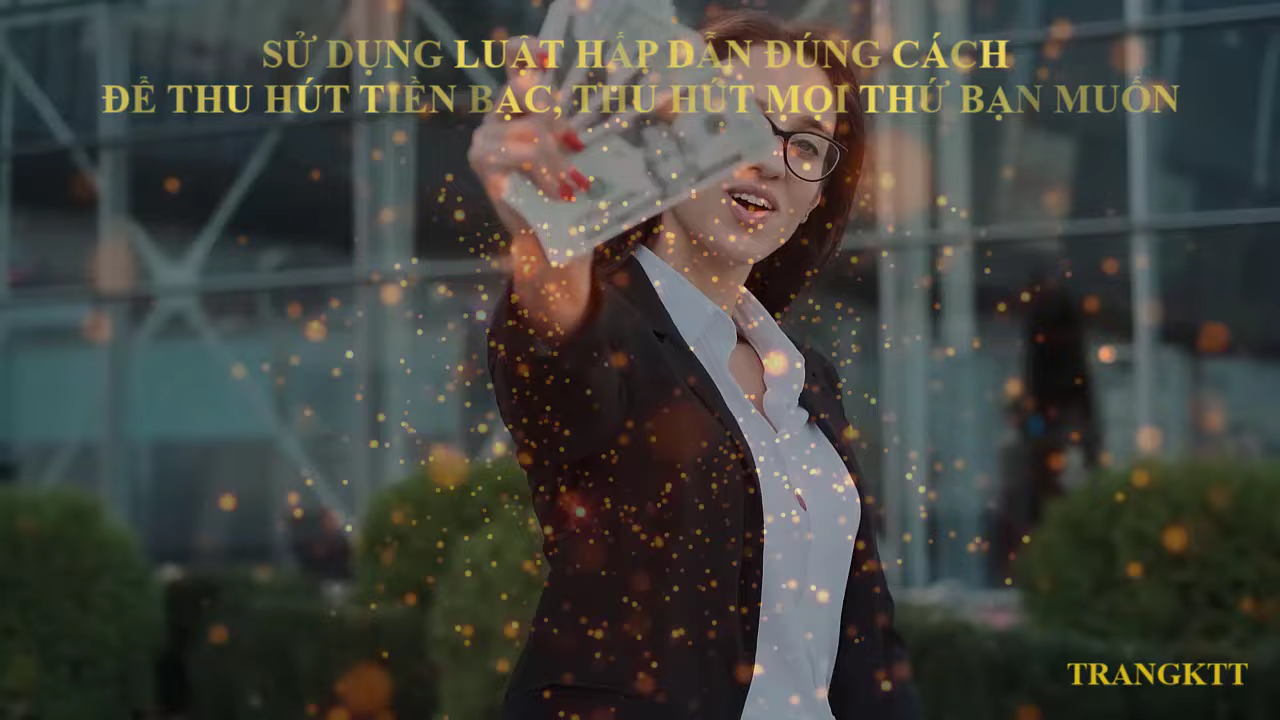 SỬ DỤNG LUẬT HẤP DẪN ĐÚNG CÁCH
ĐỂ THU HÚT TIỀN BẠC, THU HÚT MỌI THỨ BẠN MUỐN
TRANGKTT